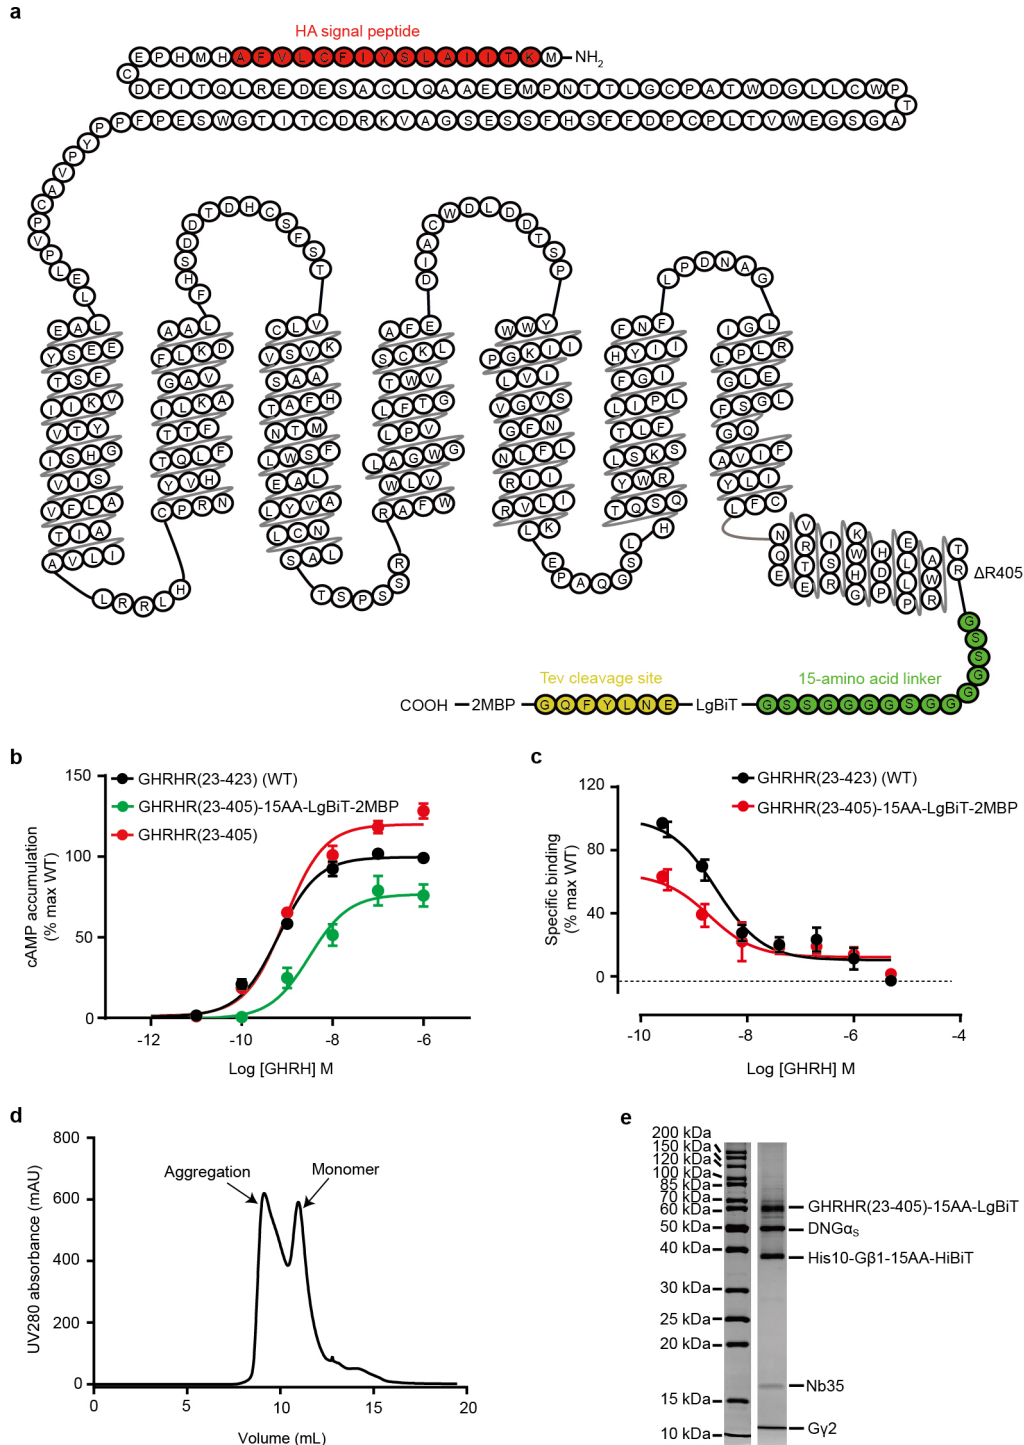 a
HA signal peptide
E P H M H A F V L C F I Y S L A I I T K M NH2
C
D F I T Q L R E D E S A C L Q A A E E M P N T T L G C P A T W D G L L C W P
T
P F P E S W G T I T C D R K V A G S E S S F H S F F D P C P L T V W E G S G A
P Y P V A C P V P L E L
D S H F
D T D H C S F S T
D I A C W D L D D T S P
L P D N A G
E A L
Y S E E
T S F
I I K V
V T Y
I S H G
V I S
V F L A
T I A
A V L I
L R R L H
A A L
F L K D
G A V
I L K A
T T F
T Q L F
Y V H
C P R N
C L V
V S V K
S A A
T A F H
N T M
L W S F
E A L
L Y V A
L C N
S A L
T S P S S R
A F E
S C K L
T W V
L F T G
L P V
L A G W G
W L V
R A F W
W W Y
P G K I I
L V I
V G V S
G F N
N L F L
R I I
R V L I
L K
E P A Q G S L H
F N F
H Y I I
F G I
L I P L
T L F
L S K S
Y W R
T Q S Q
I G L
L P L R
G L E
F S G L
G Q
A V I F
Y L I
L F C
N Q E
V R T E
I S R
K W H G
H D P
E L L P
A W R
T R
ΔR405
G S S G G
Tev cleavage site
15-amino acid linker
COOH 2MBP G Q F Y L N E LgBiT G S S G G G G S G G
b
GHRHR(23-423) (WT)
GHRHR(23-405)-15AA-LgBiT-2MBP
GHRHR(23-405)
cAMP accumulation
(% max WT)
150
100
50
0
-12 -10 -8 -6
Log [GHRH] M
c
GHRHR(23-423) (WT)
GHRHR(23-405)-15AA-LgBiT-2MBP
Specific binding
(% max WT)
120
80
40
0
-10 -8 -6 -4
Log [GHRH] M
d
UV280 absorbance (mAU)
800
600
400
200
0
Aggregation
Monomer
0 5 10 15 20
Volume (mL)
e
200 kDa
150 kDa
120 kDa
100 kDa
85 kDa
70 kDa
60 kDa
50 kDa
40 kDa
30 kDa
25 kDa
20 kDa
15 kDa
10 kDa
GHRHR(23-405)-15AA-LgBiT
DNGαS
His10-Gβ1-15AA-HiBiT
Nb35
Gγ2